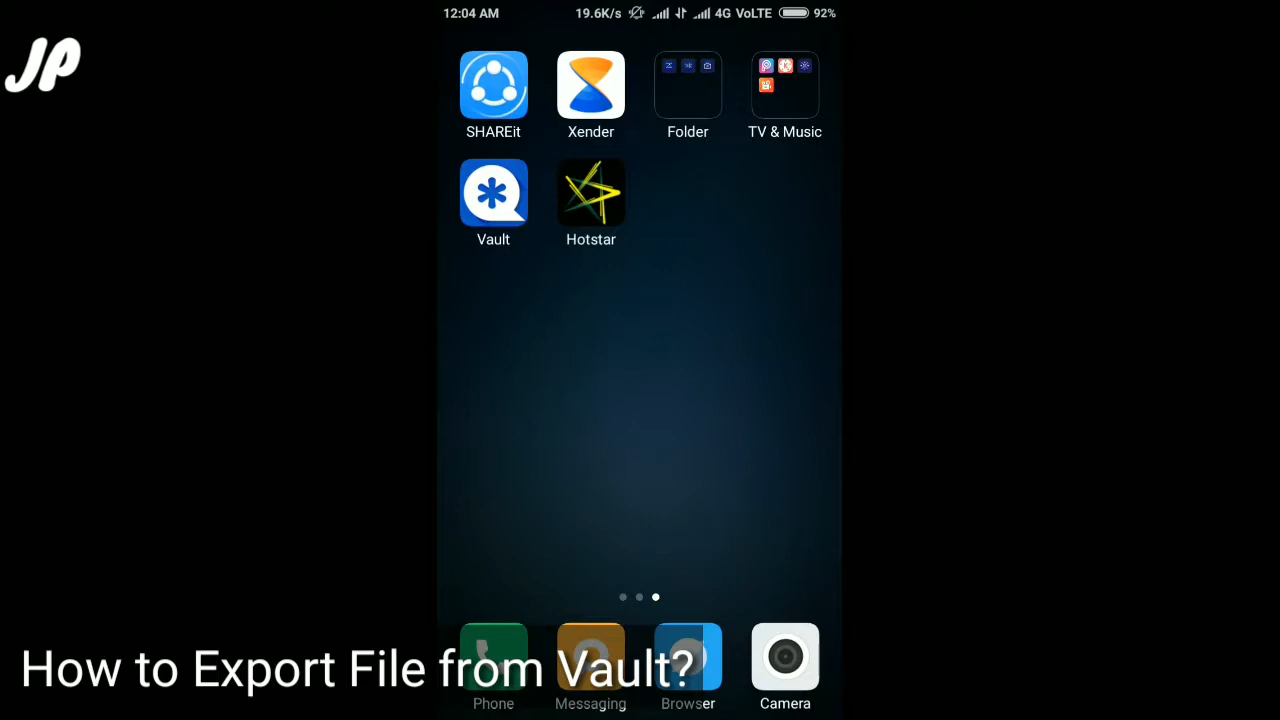 12:04 AM 19.6K/s 4G VoLTE 92%
JP
SHAREit Xender Folder TV & Music
Vault Hotstar
How to Export File from Vault?
Phone Messaging Browser Camera